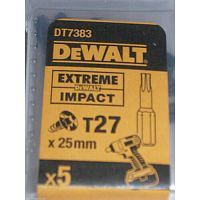 DT7383
DEWALT
EXTREME
DEWALT
IMPACT
T27
x 25mm
x5